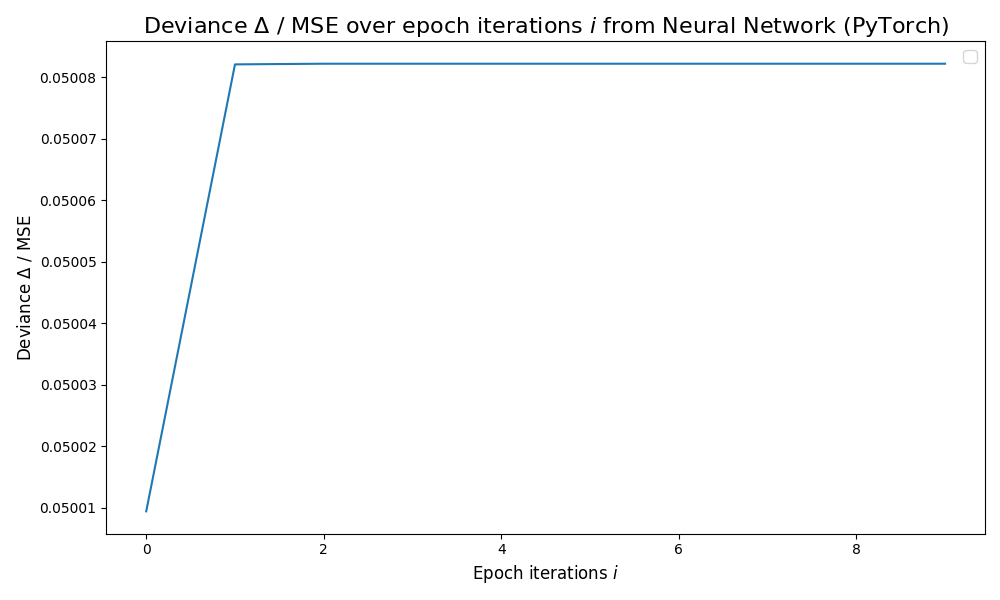 Deviance Δ / MSE over epoch iterations i from Neural Network (PyTorch)
0.05008
0.05007
0.05006
0.05005
0.05004
0.05003
0.05002
0.05001
Deviance Δ / MSE
0 2 4 6 8
Epoch iterations i